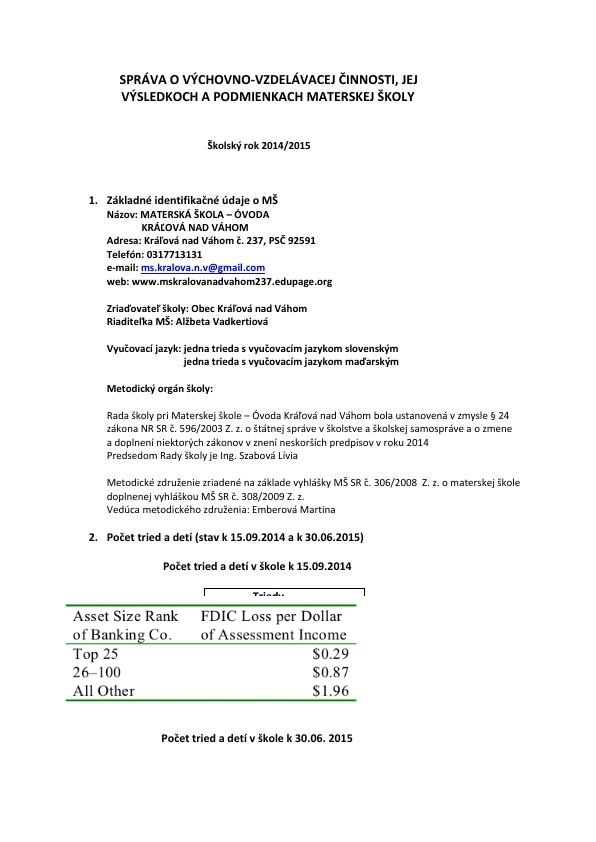 SPRÁVA O VÝCHOVNO-VZDELÁVACEJ ČINNOSTI, JEJ
VÝSLEDKOCH A PODMIENKACH MATERSKEJ ŠKOLY
Školský rok 2014/2015
1. Základné identifikačné údaje o MŠ
Názov: MATERSKÁ ŠKOLA – ÓVODA
KRÁĽOVÁ NAD VÁHOM
Adresa: Kráľová nad Váhom č. 237, PSČ 92591
Telefón: 0317713131
e-mail: ms.kralova.n.v@gmail.com
web: www.mskralovanadvahom237.edupage.org
Zriaďovateľ školy: Obec Kráľová nad Váhom
Riaditeľka MŠ: Alžbeta Vadkertiová
Vyučovací jazyk: jedna trieda s vyučovacím jazykom slovenským
jedna trieda s vyučovacím jazykom maďarským
Metodický orgán školy:
Rada školy pri Materskej škole – Óvoda Kráľová nad Váhom bola ustanovená v zmysle § 24
zákona NR SR č. 596/2003 Z. z. o štátnej správe v školstve a školskej samospráve a o zmene
a doplnení niektorých zákonov v znení neskorších predpisov v roku 2014
Predsedom Rady školy je Ing. Szabová Lívia
Metodické združenie zriadené na základe vyhlášky MŠ SR č. 306/2008 Z. z. o materskej škole
doplnenej vyhláškou MŠ SR č. 308/2009 Z. z.
Vedúca metodického združenia: Emberová Martina
2. Počet tried a detí (stav k 15.09.2014 a k 30.06.2015)
Počet tried a detí v škole k 15.09.2014
Triedy
Asset Size Rank FDIC Loss per Dollar
of Banking Co. of Assessment Income
Top 25 $0.29
26–100 $0.87
All Other $1.96
Počet tried a detí v škole k 30.06. 2015